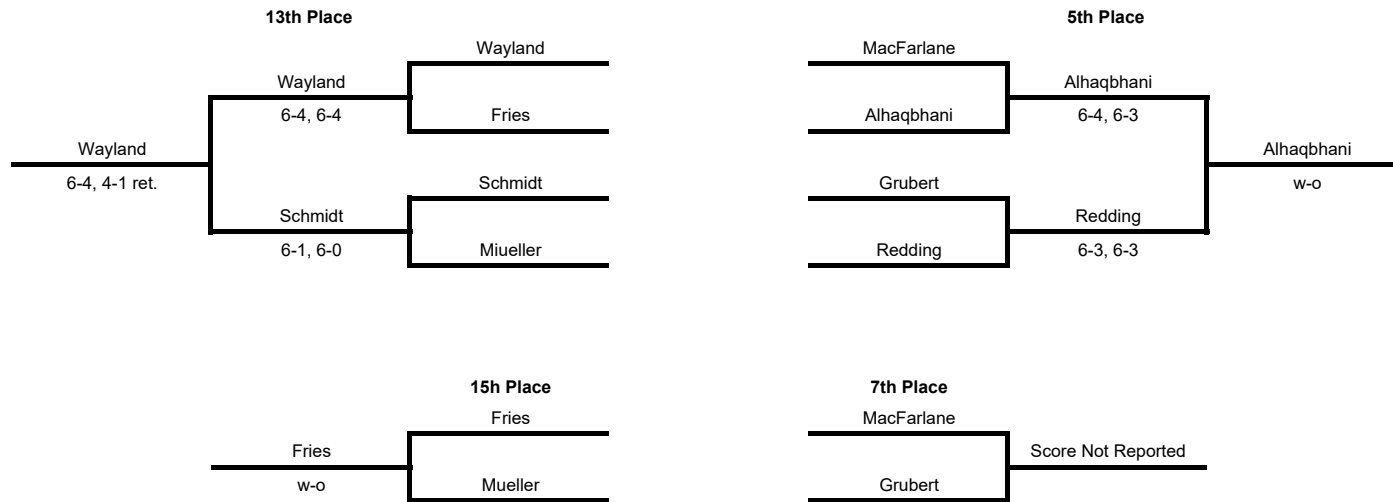 13th Place
Wayland
Wayland
6-4, 6-4
Fries
Wayland
6-4, 4-1 ret.
Schmidt
Schmidt
6-1, 6-0
Miueller
5th Place
MacFarlane
Alhaqbhani
Alhaqbhani
6-4, 6-3
Alhaqbhani
w-o
Grubert
Redding
Redding
6-3, 6-3
15h Place
Fries
Fries
w-o
Mueller
7th Place
MacFarlane
Score Not Reported
Grubert